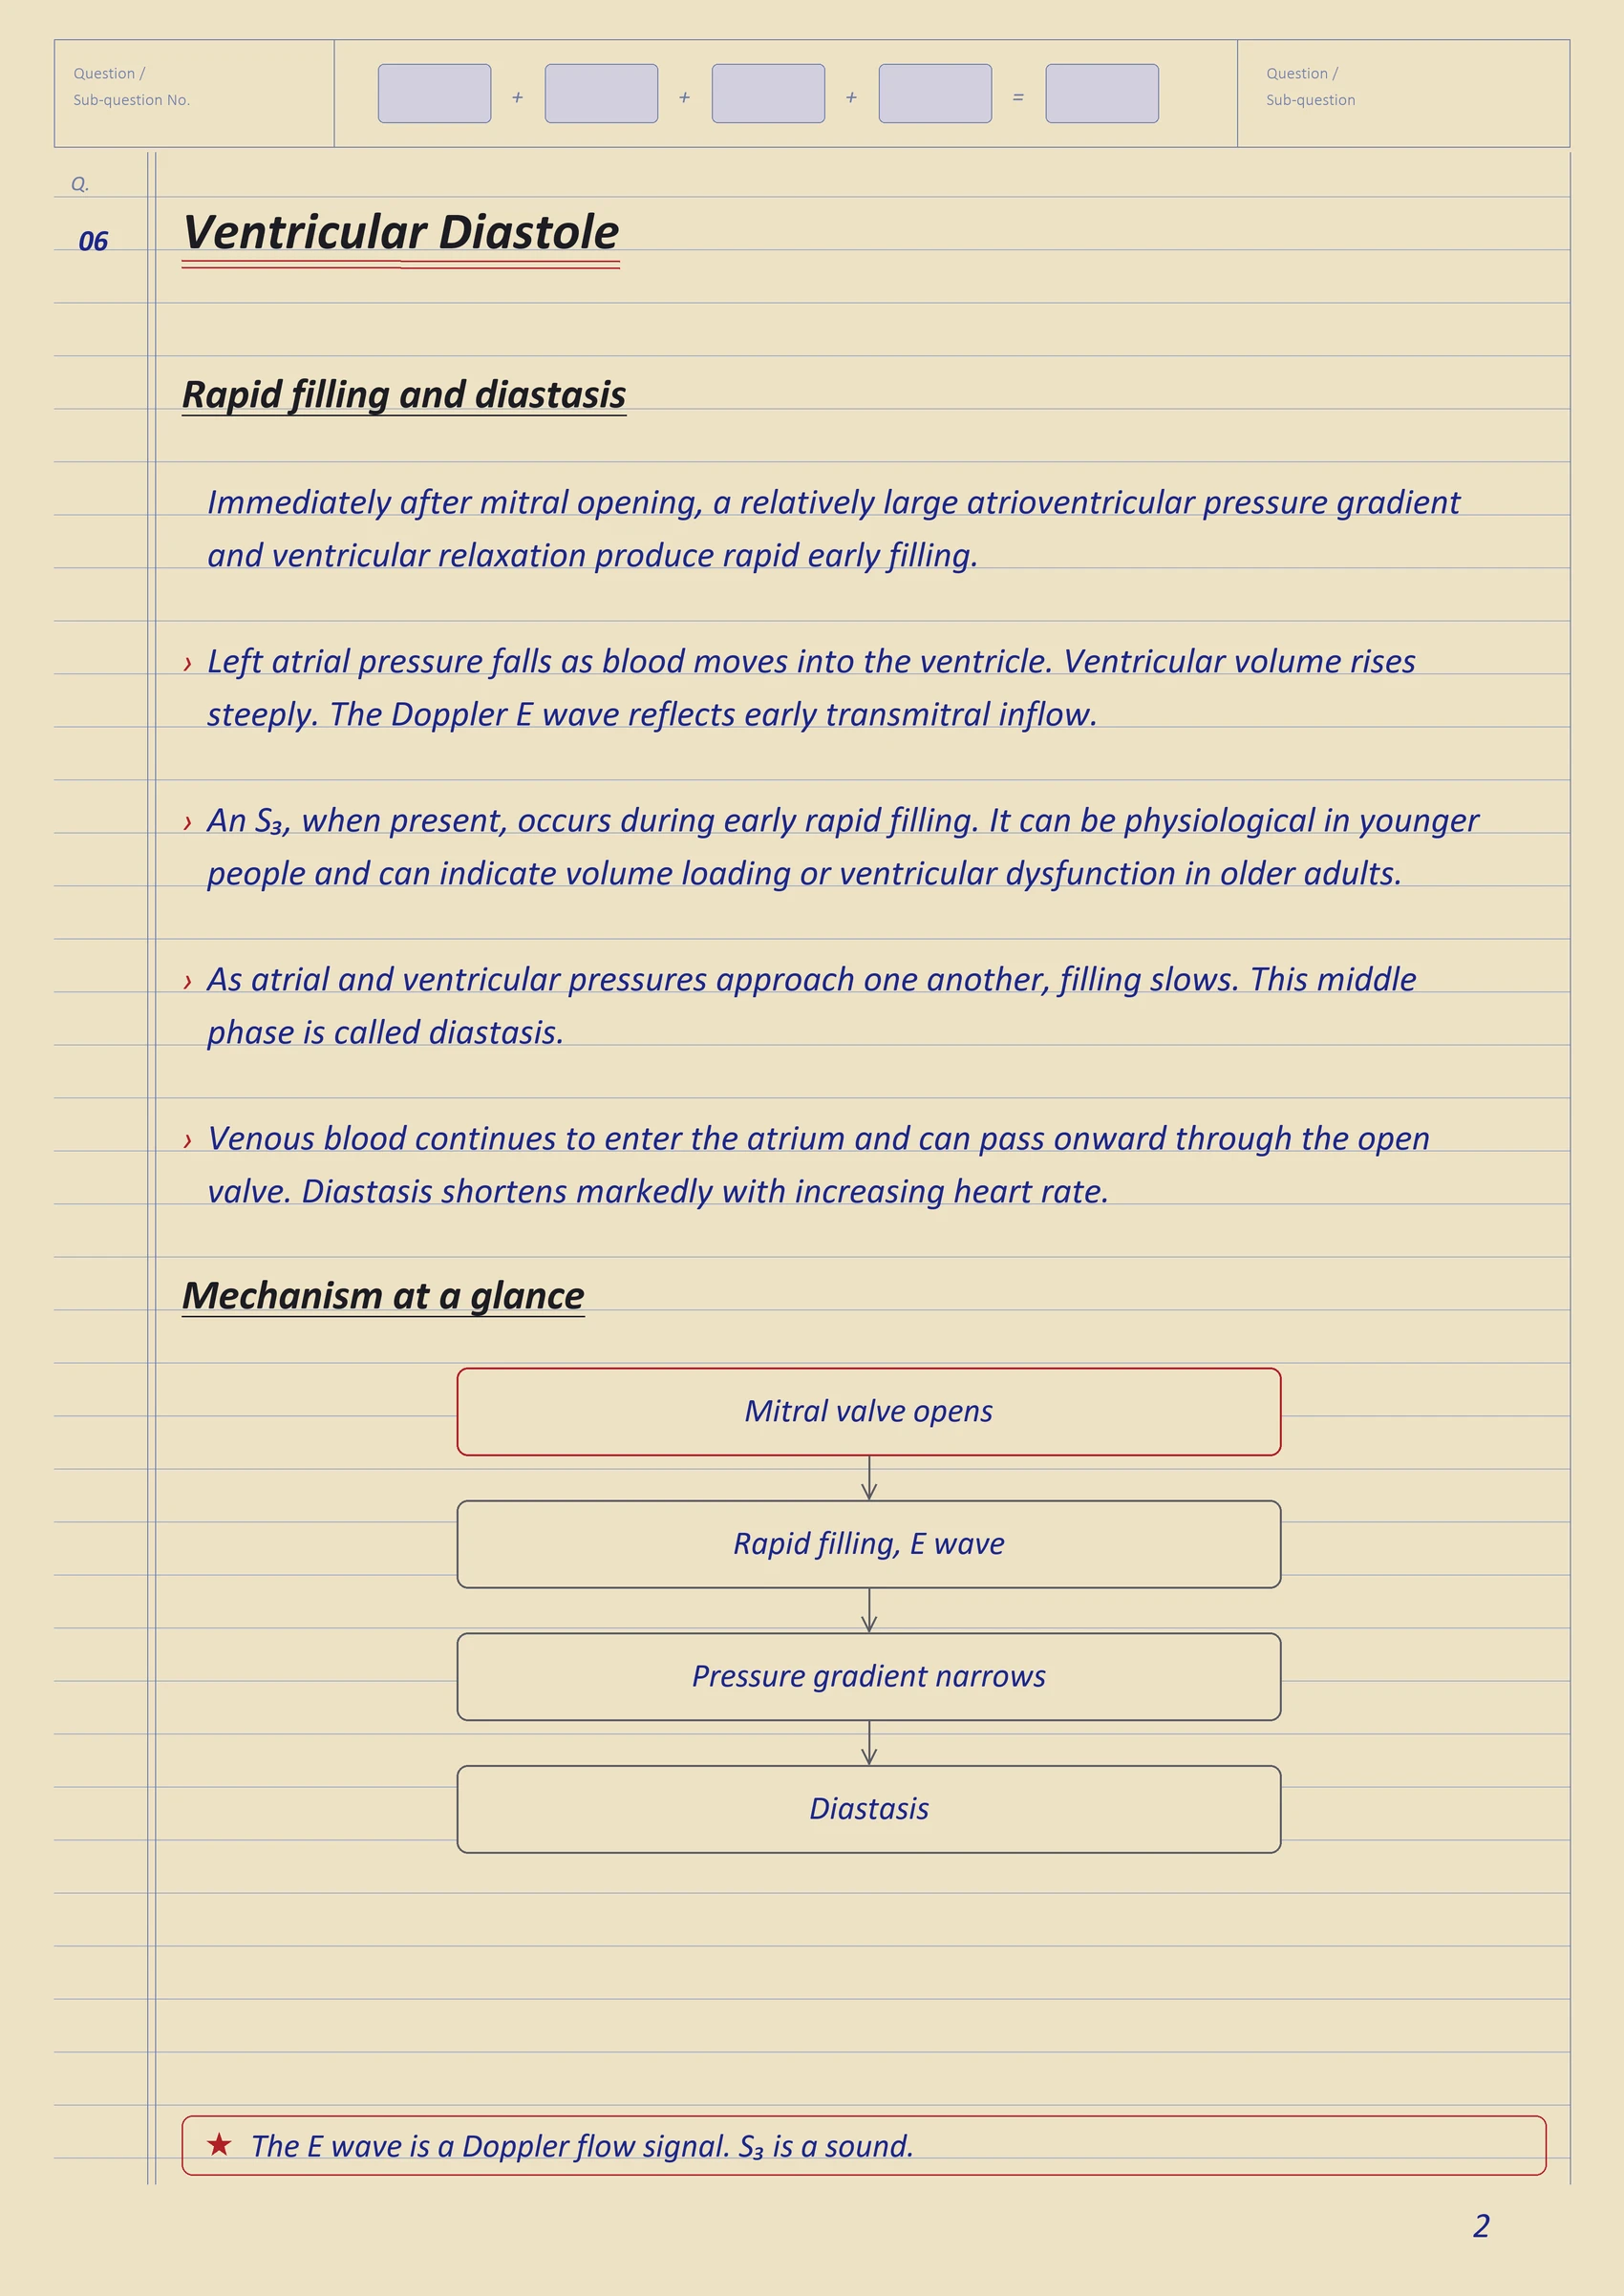 Question /
Sub-question No.
+ + + =
Question /
Sub-question
Q.
06
Ventricular Diastole
Rapid filling and diastasis
Immediately after mitral opening, a relatively large atrioventricular pressure gradient
and ventricular relaxation produce rapid early filling.
› Left atrial pressure falls as blood moves into the ventricle. Ventricular volume rises
steeply. The Doppler E wave reflects early transmitral inflow.
› An S₃, when present, occurs during early rapid filling. It can be physiological in younger
people and can indicate volume loading or ventricular dysfunction in older adults.
› As atrial and ventricular pressures approach one another, filling slows. This middle
phase is called diastasis.
› Venous blood continues to enter the atrium and can pass onward through the open
valve. Diastasis shortens markedly with increasing heart rate.
Mechanism at a glance
Mitral valve opens
Rapid filling, E wave
Pressure gradient narrows
Diastasis
★ The E wave is a Doppler flow signal. S₃ is a sound.
2